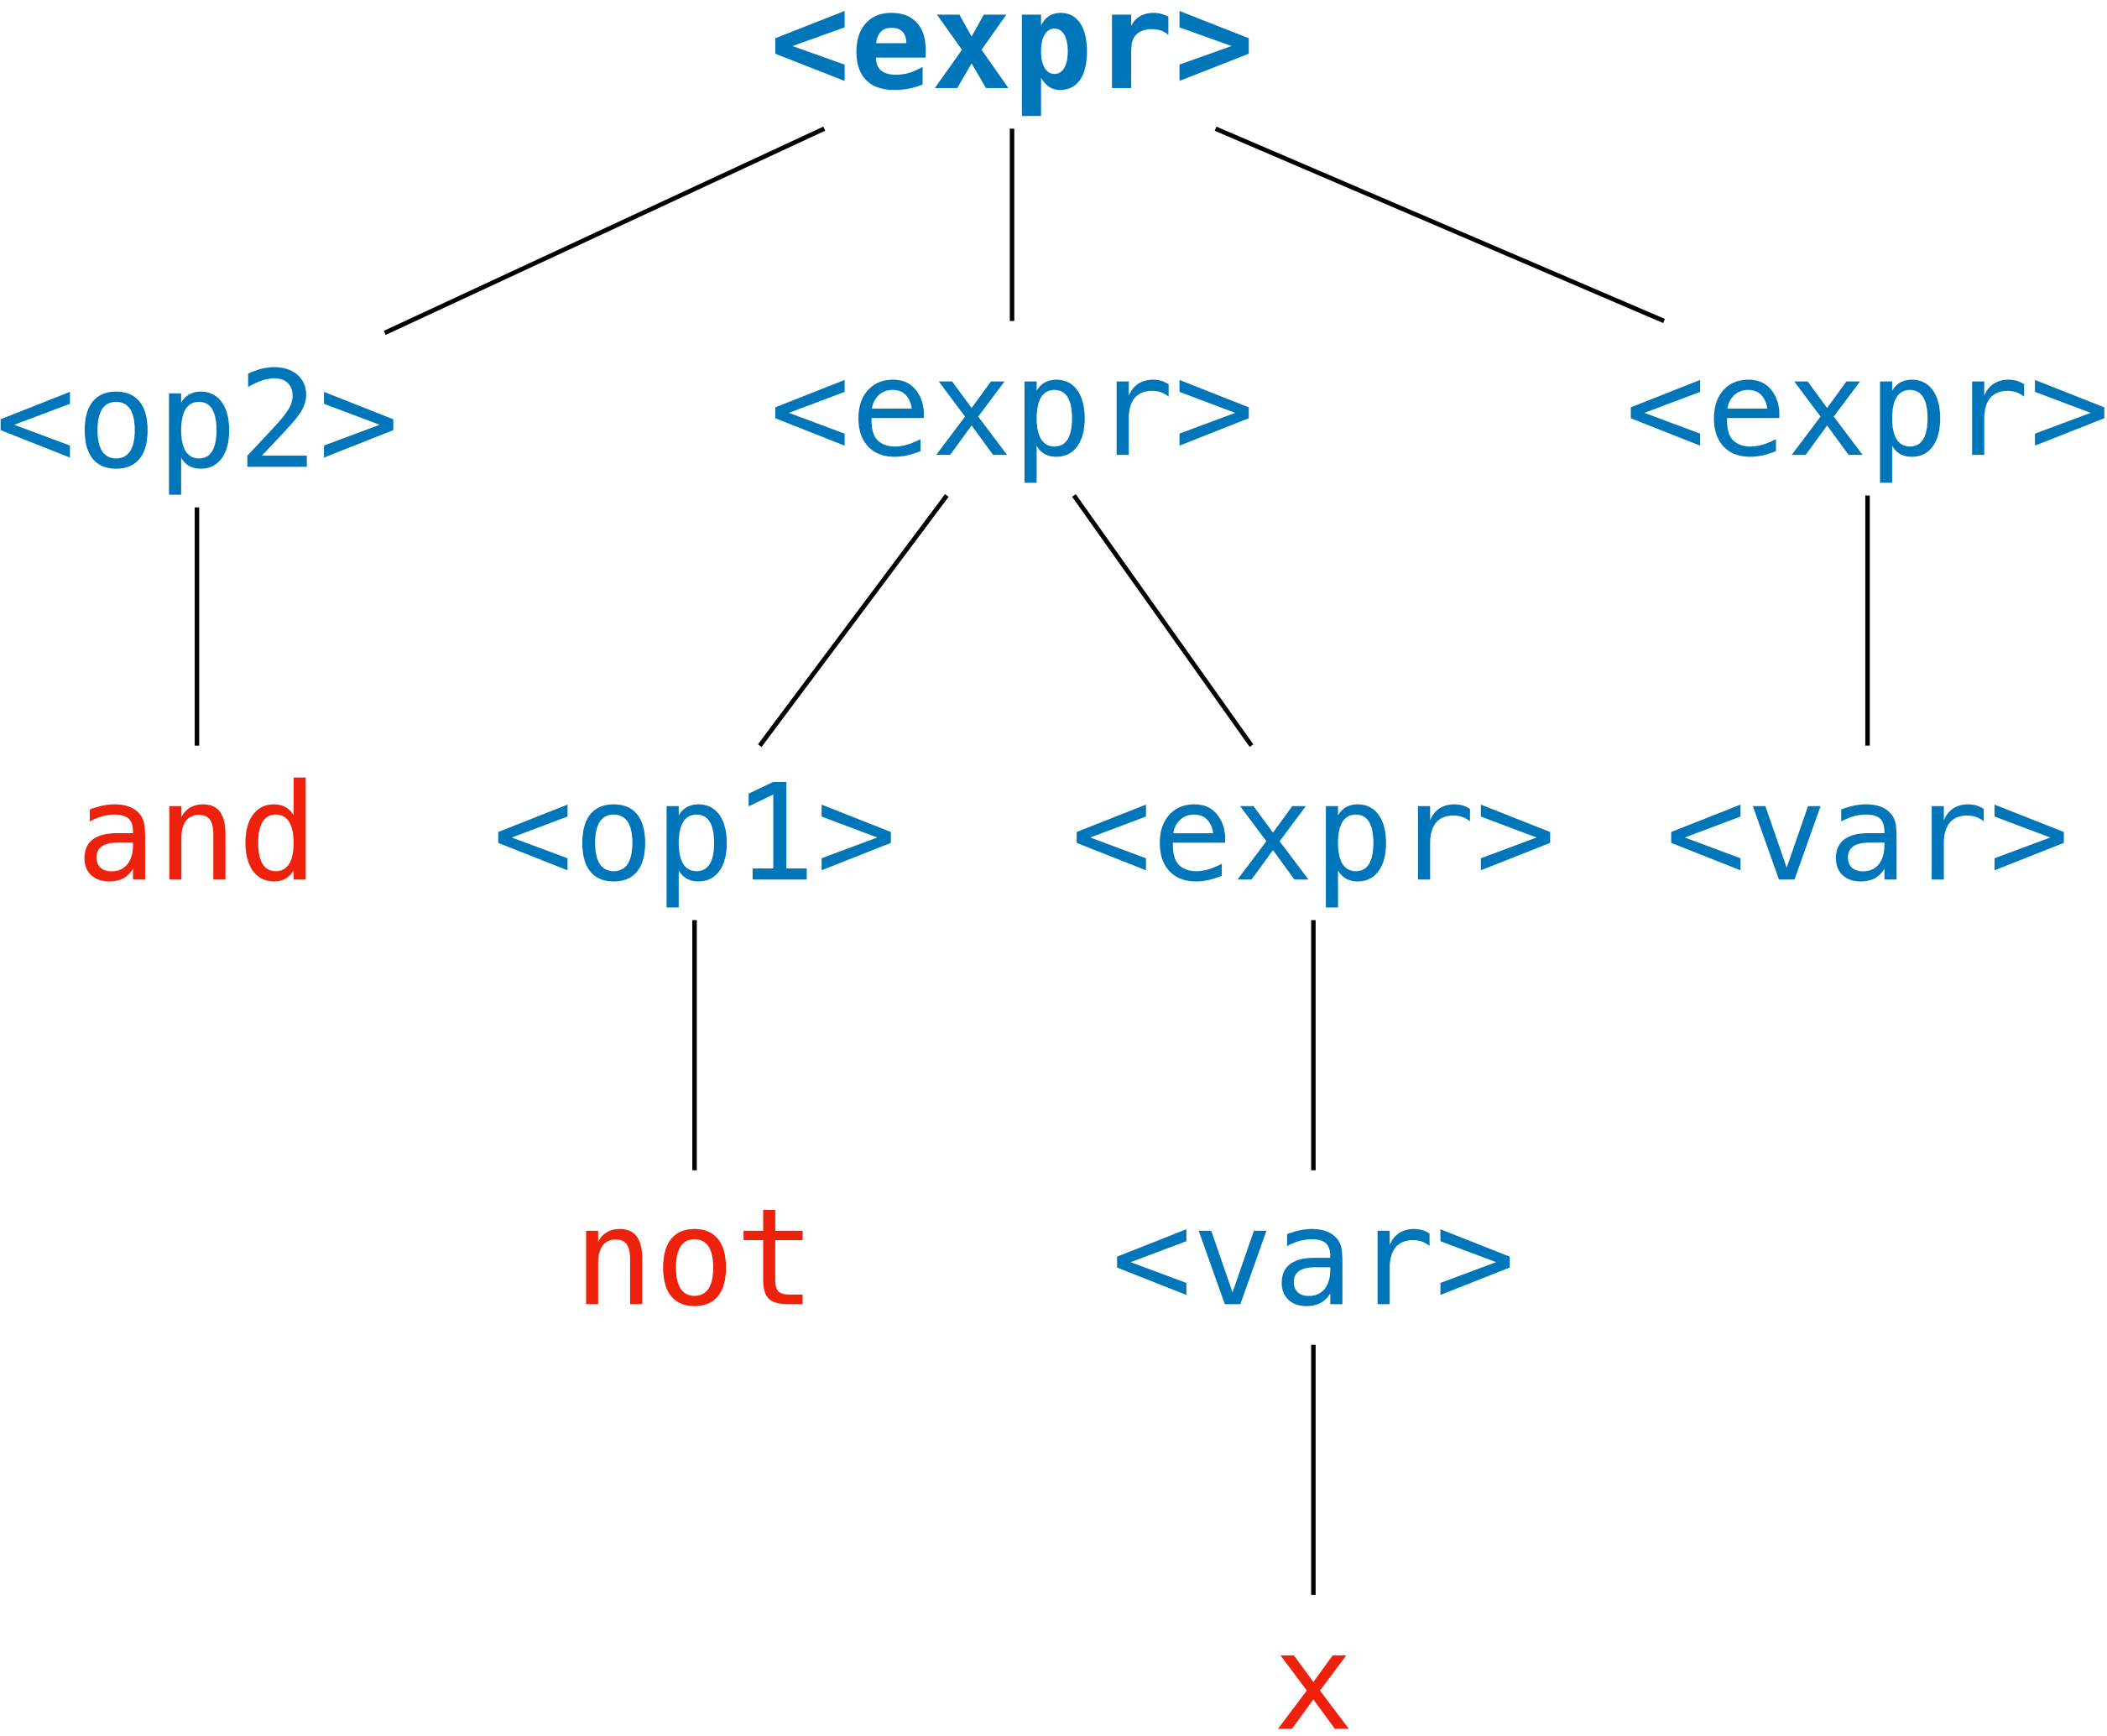 <expr>
<op2> <expr> <expr>
and <op1> <expr> <var>
not <var>
x